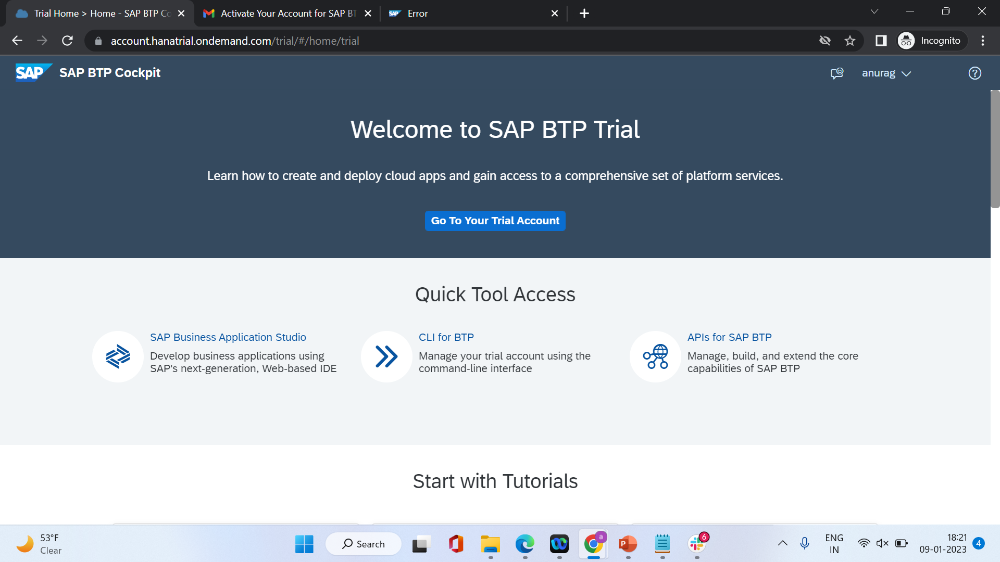 Trial Home > Home - SAP BTP Co
Activate Your Account for SAP BT
SAP Error
account.hanatrial.ondemand.com/trial/#/home/trial
Incognito
SAP SAP BTP Cockpit
anurag
?
Welcome to SAP BTP Trial
Learn how to create and deploy cloud apps and gain access to a comprehensive set of platform services.
Go To Your Trial Account
Quick Tool Access
SAP Business Application Studio
Develop business applications using
SAP's next-generation, Web-based IDE
CLI for BTP
Manage your trial account using the
command-line interface
APIs for SAP BTP
Manage, build, and extend the core
capabilities of SAP BTP
Start with Tutorials
53°F
Clear
Search
a
P
6
ENG
IN
18:21
09-01-2023
4